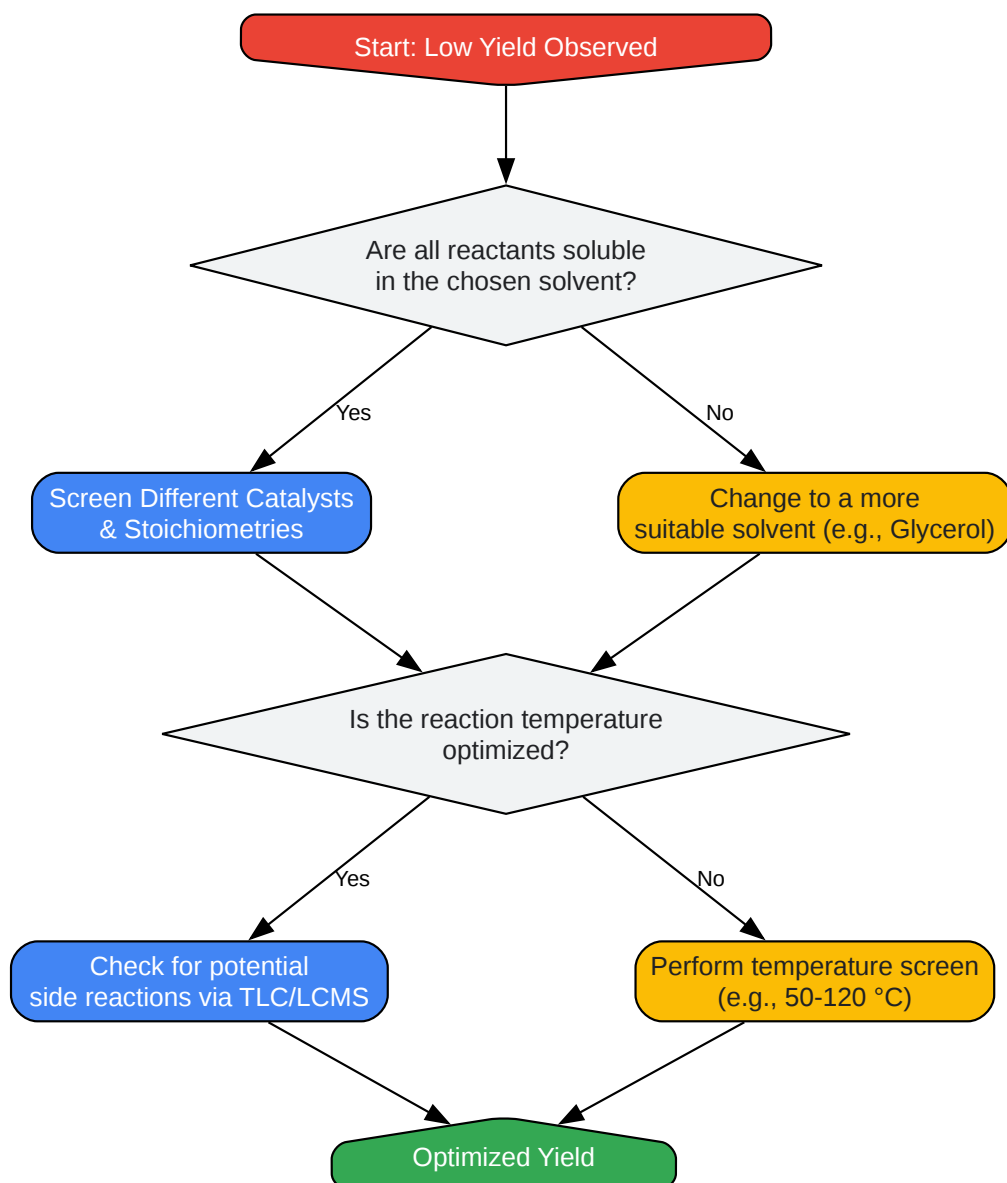 Start: Low Yield Observed
Are all reactants soluble
in the chosen solvent?
Yes
No
Screen Different Catalysts
& Stoichiometries
Change to a more
suitable solvent (e.g., Glycerol)
Is the reaction temperature
optimized?
Yes
No
Check for potential
side reactions via TLC/LCMS
Perform temperature screen
(e.g., 50-120 °C)
Optimized Yield